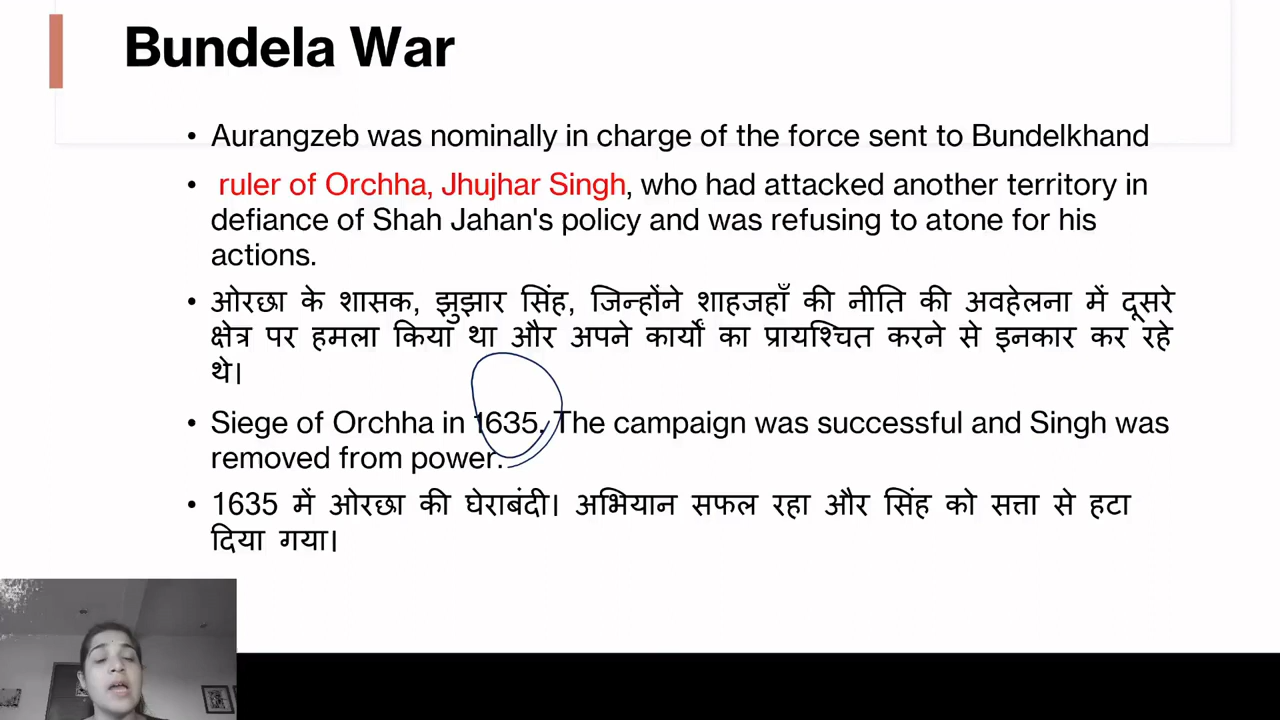 Bundela War
• Aurangzeb was nominally in charge of the force sent to Bundelkhand
• ruler of Orchha, Jhujhar Singh, who had attacked another territory in
defiance of Shah Jahan's policy and was refusing to atone for his
actions.
• ओरछा के शासक, झुझार सिंह, जिन्होंने शाहजहाँ की नीति की अवहेलना में दूसरे
क्षेत्र पर हमला किया था और अपने कार्यों का प्रायश्चित करने से इनकार कर रहे
थे।
• Siege of Orchha in 1635. The campaign was successful and Singh was
removed from power.
• 1635 में ओरछा की घेराबंदी। अभियान सफल रहा और सिंह को सत्ता से हटा
दिया गया।